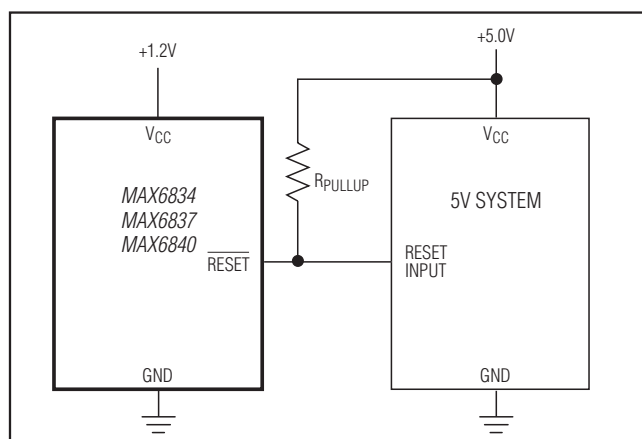 +1.2V
+5.0V
VCC
MAX6834
MAX6837
MAX6840
RESET
GND
RPULLUP
VCC
5V SYSTEM
RESET
INPUT
GND